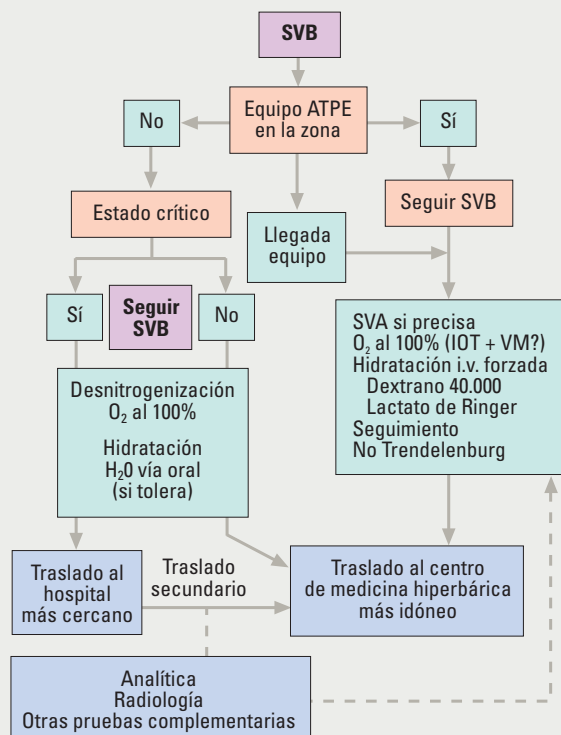 SVB
Equipo ATPE
en la zona
No
Sí
Estado crítico
Llegada
equipo
Seguir SVB
Sí
Seguir
SVB
No
Desnitrogenización
O₂ al 100%
Hidratación
H₂0 vía oral
(si tolera)
SVA si precisa
O₂ al 100% (IOT + VM?)
Hidratación i.v. forzada
Dextrano 40.000
Lactato de Ringer
Seguimiento
No Trendelenburg
Traslado al
hospital
más cercano
Traslado
secundario
Traslado al centro
de medicina hiperbárica
más idóneo
Analítica
Radiología
Otras pruebas complementarias